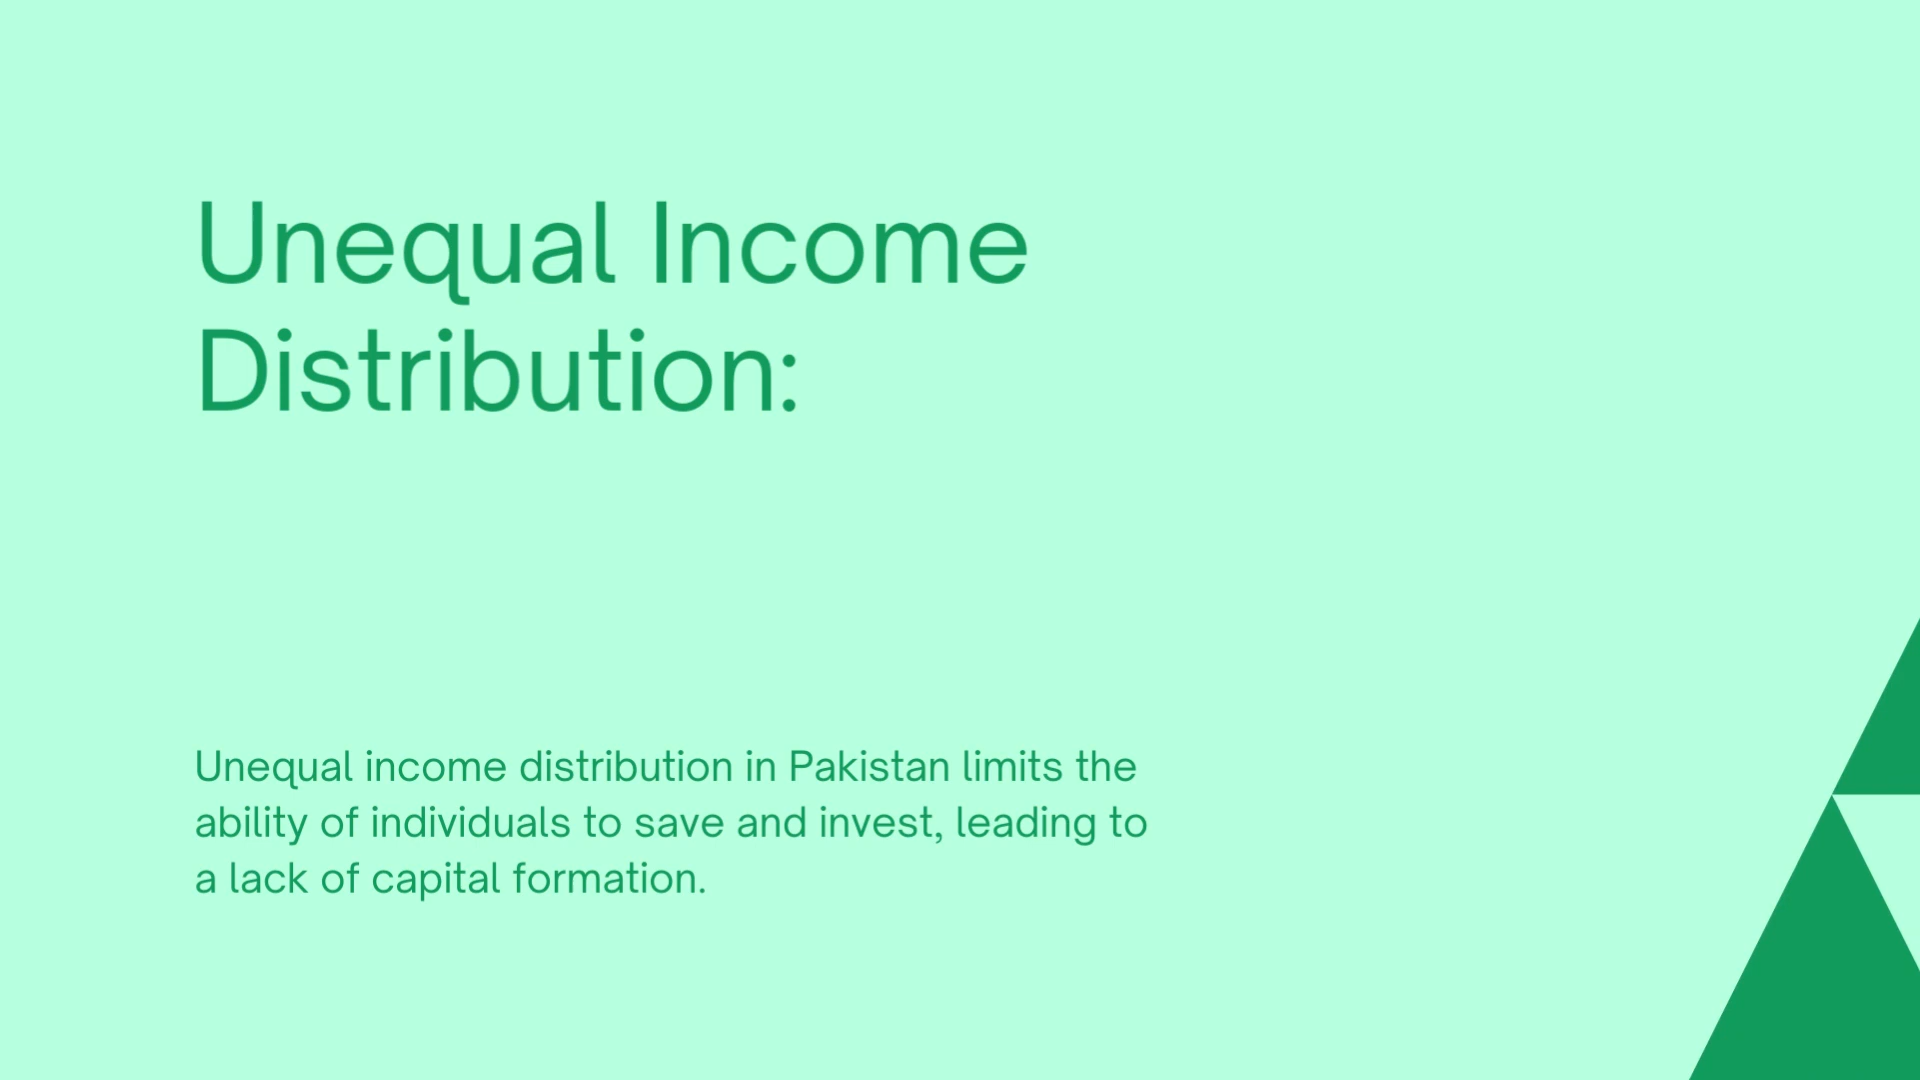 Unequal Income
Distribution:
Unequal income distribution in Pakistan limits the
ability of individuals to save and invest, leading to
a lack of capital formation.